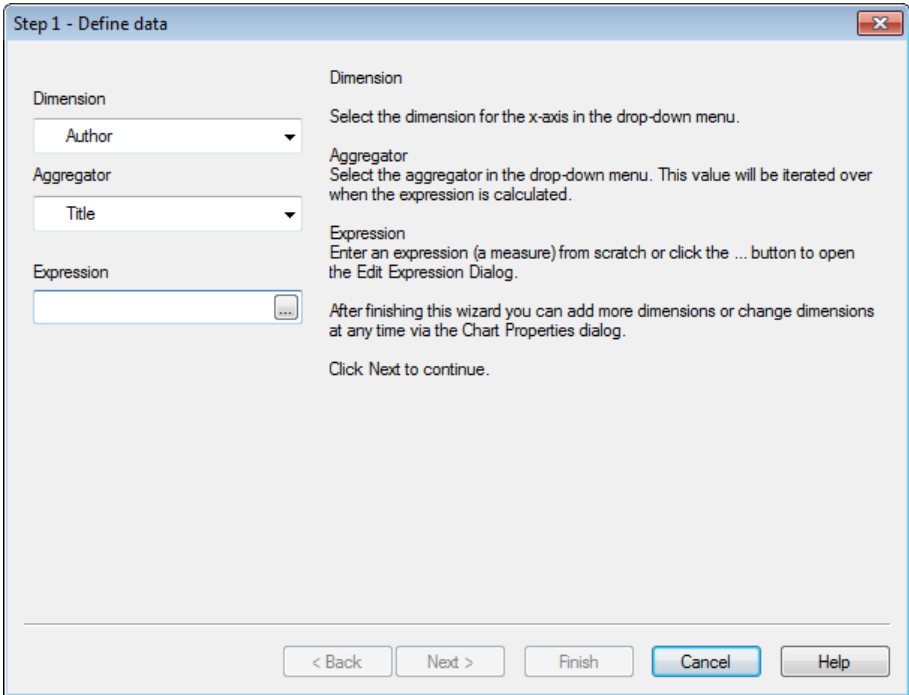 Step 1 - Define data
Dimension
Author
Aggregator
Title
Expression
...
Dimension
Select the dimension for the x-axis in the drop-down menu.
Aggregator
Select the aggregator in the drop-down menu. This value will be iterated over
when the expression is calculated.
Expression
Enter an expression (a measure) from scratch or click the ... button to open
the Edit Expression Dialog.
After finishing this wizard you can add more dimensions or change dimensions
at any time via the Chart Properties dialog.
Click Next to continue.
< Back
Next >
Finish
Cancel
Help